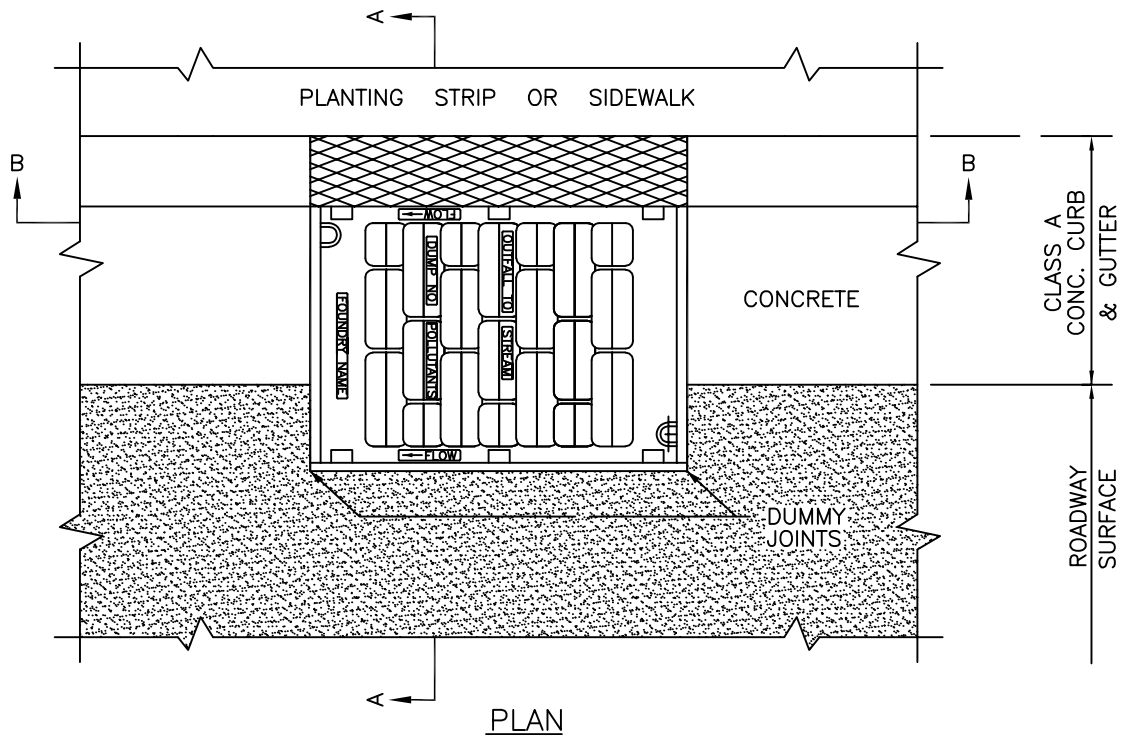 A
PLANTING STRIP OR SIDEWALK
B
B
FLOW
DUMP NO
POLLUTANTS
OUTFALL TO
STREAM
FOUNDRY NAME
FLOW
CONCRETE
CLASS A
CONC. CURB
& GUTTER
ROADWAY
SURFACE
DUMMY
JOINTS
A
PLAN